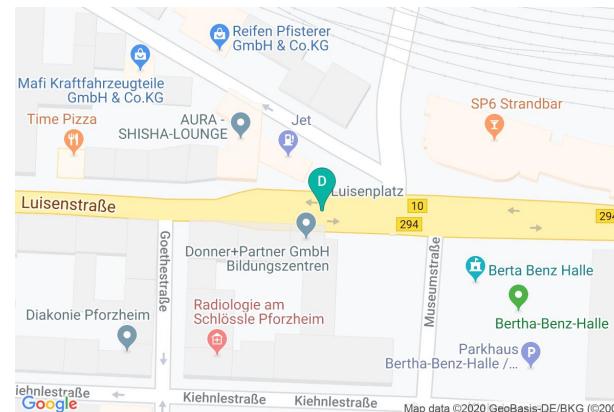 Reifen Pfisterer
GmbH & Co.KG
Mafi Kraftfahrzeugteile
GmbH & Co.KG
SP6 Strandbar
Time Pizza
AURA -
SHISHA-LOUNGE
Jet
D
Luisenplatz
Luisenstraße
10
294
294
Donner+Partner GmbH
Bildungszentren
Goethestraße
Museumstraße
Berta Benz Halle
Radiologie am
Schlössle Pforzheim
Diakonie Pforzheim
Bertha-Benz-Halle
Parkhaus
Bertha-Benz-Halle /...
P
iehnlestraße
Kiehnlestraße
Kiehnlestraße
Google
Map data ©2020 GeoBasis-DE/BKG (©200